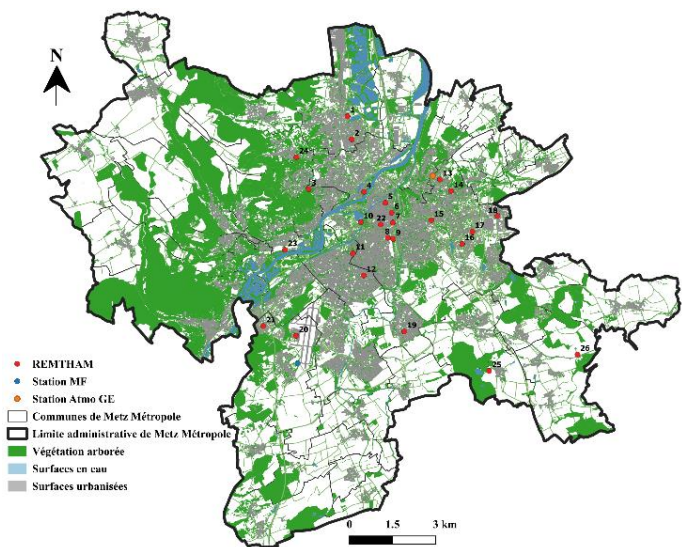 N
1
2
24
3
4
13
14
5
6
10
22
7
15
18
8
9
17
16
23
11
12
21
20
19
26
25
REMTHAM
Station MF
Station Atmo GE
Communes de Metz Métropole
Limite administrative de Metz Métropole
Végétation arborée
Surfaces en eau
Surfaces urbanisées
0 1.5 3 km